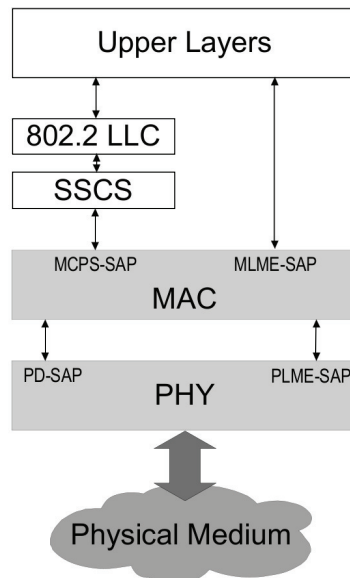 Upper Layers
802.2 LLC
SSCS
MCPS-SAP MLME-SAP
MAC
PD-SAP PLME-SAP
PHY
Physical Medium